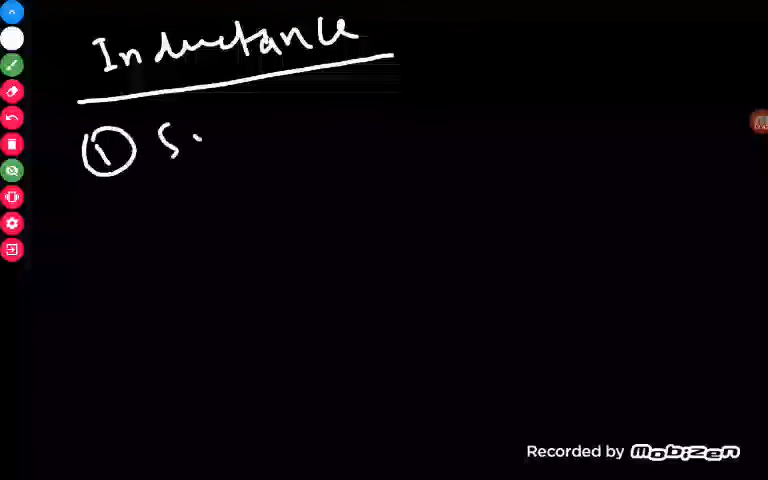 Inductance
① S.
Recorded by Mobizen